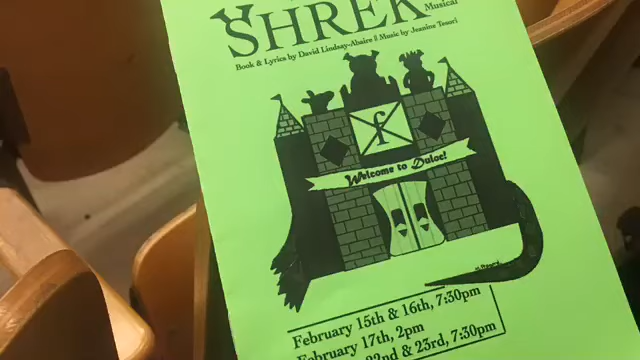 SHREK
Musical
Book & Lyrics by David Lindsay-Abaire || Music by Jeanine Tesori
f
Welcome to Duloc!
February 15th & 16th, 7:30pm
February 17th, 2pm
22nd & 23rd, 7:30pm